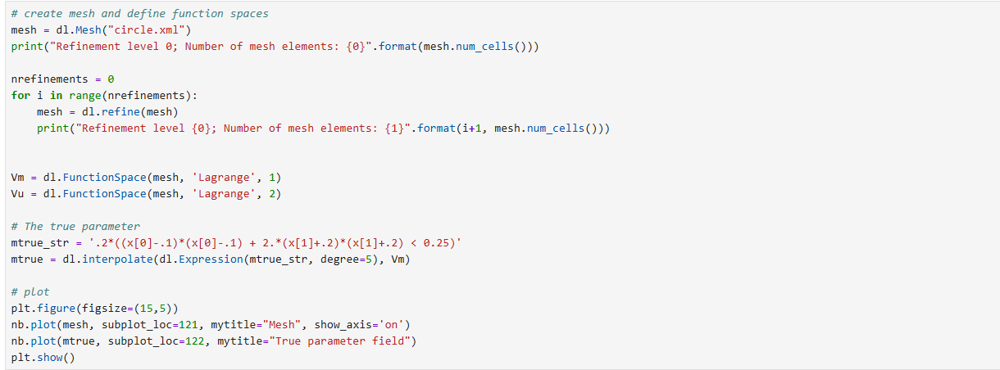 # create mesh and define function spaces
mesh = dl.Mesh("circle.xml")
print("Refinement level 0; Number of mesh elements: {0}".format(mesh.num_cells()))
nrefinements = 0
for i in range(nrefinements):
    mesh = dl.refine(mesh)
    print("Refinement level {0}; Number of mesh elements: {1}".format(i+1, mesh.num_cells()))
Vm = dl.FunctionSpace(mesh, 'Lagrange', 1)
Vu = dl.FunctionSpace(mesh, 'Lagrange', 2)
# The true parameter
mtrue_str = '.2*((x[0]-.1)*(x[0]-.1) + 2.*(x[1]+.2)*(x[1]+.2) < 0.25)'
mtrue = dl.interpolate(dl.Expression(mtrue_str, degree=5), Vm)
# plot
plt.figure(figsize=(15,5))
nb.plot(mesh, subplot_loc=121, mytitle="Mesh", show_axis='on')
nb.plot(mtrue, subplot_loc=122, mytitle="True parameter field")
plt.show()